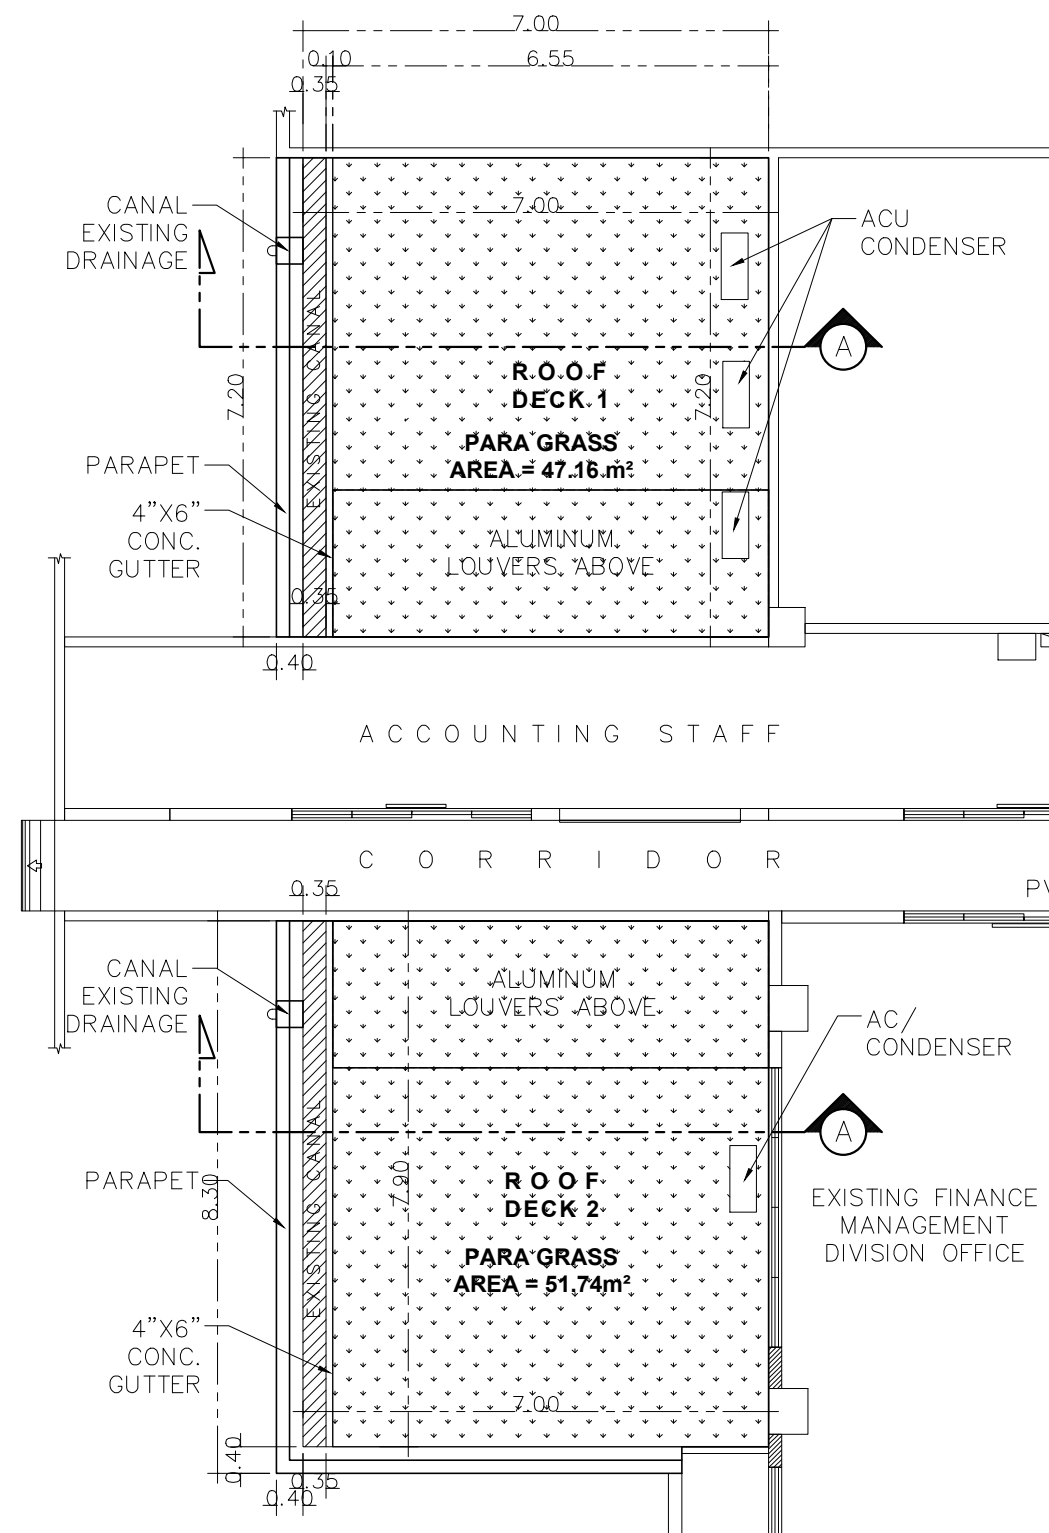 7.00
0.10
6.55
0.35
CANAL
EXISTING
DRAINAGE
7.00
ACU
CONDENSER
A
EXISTING CANAL
7.20
7.20
ROOF
DECK 1
PARA GRASS
AREA = 47.16 m²
PARAPET
4"X6"
CONC.
GUTTER
ALUMINUM
LOUVERS ABOVE
0.35
0.40
ACCOUNTING STAFF
CORRIDOR
PV
0.35
CANAL
EXISTING
DRAINAGE
ALUMINUM
LOUVERS ABOVE
AC/
CONDENSER
A
EXISTING CANAL
PARAPET
8.30
7.90
ROOF
DECK 2
PARA GRASS
AREA = 51.74m²
EXISTING FINANCE
MANAGEMENT
DIVISION OFFICE
4"X6"
CONC.
GUTTER
7.00
0.40
0.35
0.40